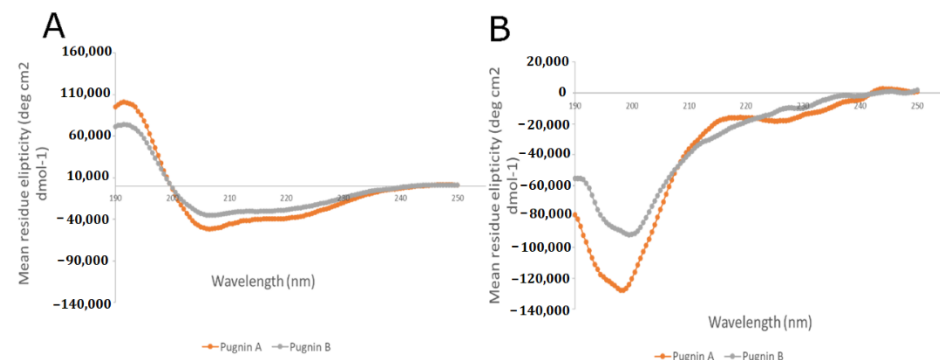 A
160,000
110,000
60,000
10,000
−40,000
−90,000
−140,000
190 200 210 220 230 240 250
Mean residue elipticity (deg cm2
dmol-1)
Wavelength (nm)
Pugnin A Pugnin B
B
20,000
0
−20,000
−40,000
−60,000
−80,000
−100,000
−120,000
−140,000
190 200 210 220 230 240 250
Mean residue elipticity (deg cm2
dmol-1)
Wavelength (nm)
Pugnin A Pugnin B